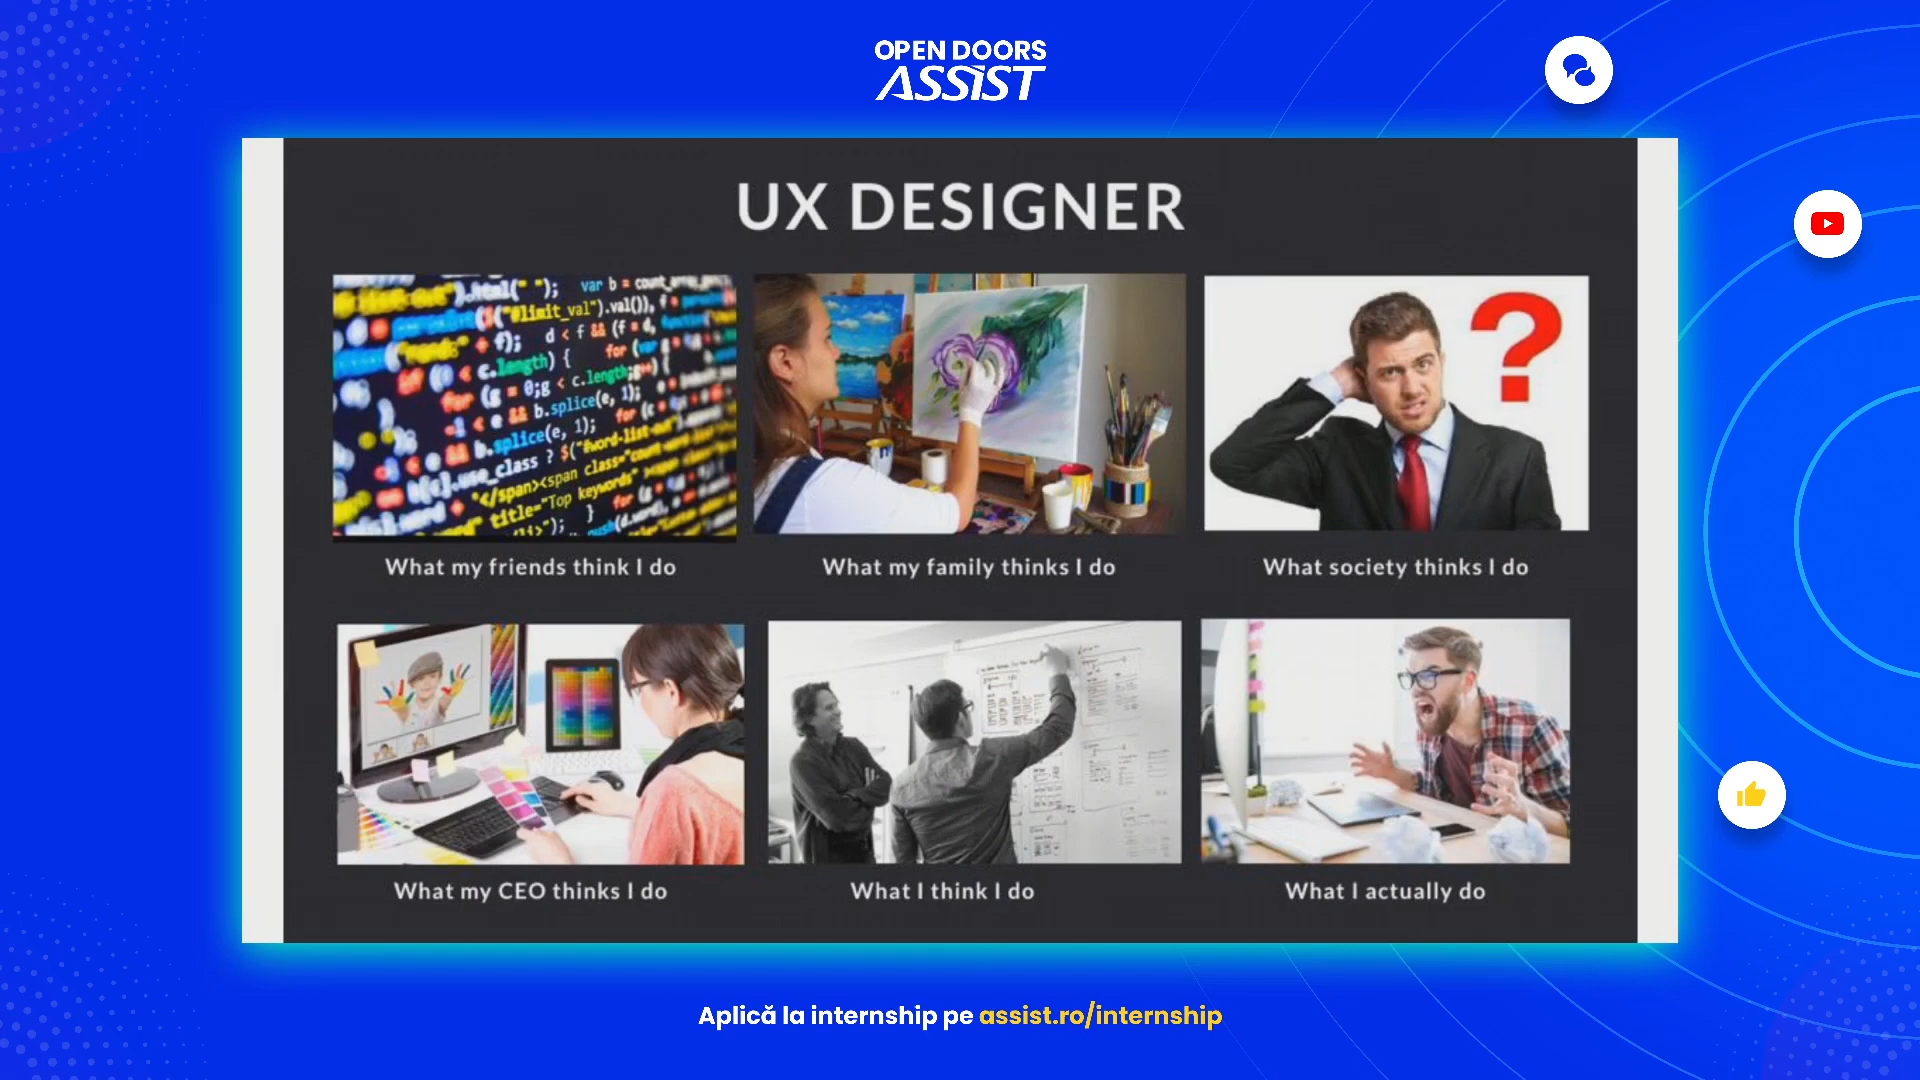 OPEN DOORS
ASSIST
UX DESIGNER
What my friends think I do
What my family thinks I do
What society thinks I do
What my CEO thinks I do
What I think I do
What I actually do
Aplică la internship pe assist.ro/internship